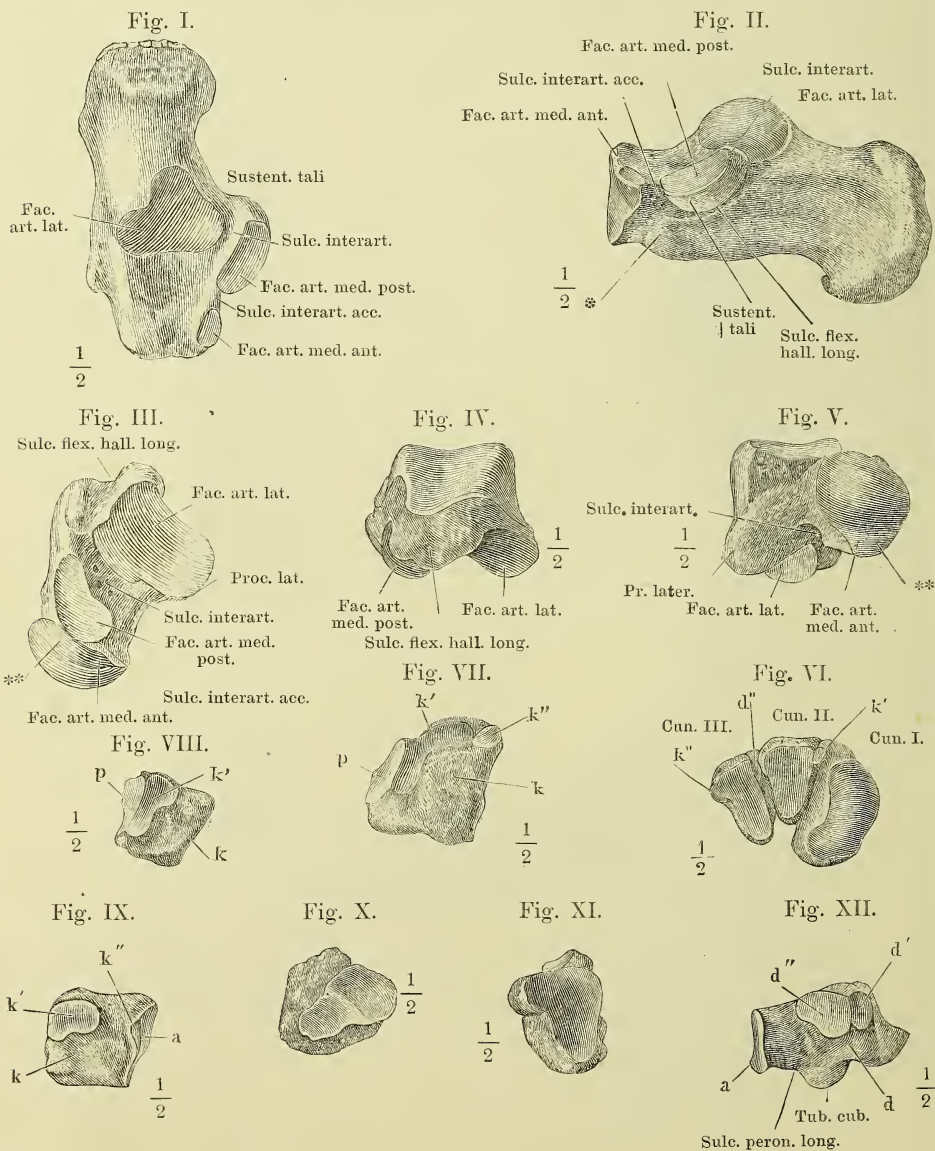 Fig. I.
Sustent. tali
Fac.
art. lat.
Sulc. interart.
Fac. art. med. post.
Sulc. interart. acc.
Fac. art. med. ant.
1
2
Fig. II.
Fac. art. med. post.
Sulc. interart. acc.
Sulc. interart.
Fac. art. lat.
Fac. art. med. ant.
1
2
*
Sustent.
tali
Sulc. flex.
hall. long.
Fig. III.
Sulc. flex. hall. long.
Fac. art. lat.
Proc. lat.
Sulc. interart.
Fac. art. med.
post.
**
Sulc. interart. acc.
Fac. art. med. ant.
Fig. IV.
1
2
Fac. art.
med. post.
Fac. art. lat.
Sulc. flex. hall. long.
Fig. V.
Sulc. interart.
1
2
Pr. later.
Fac. art. lat.
Fac. art.
med. ant.
**
Fig. VIII.
p
k'
1
2
k
Fig. VII.
k'
k"
p
k
1
2
Fig. VI.
d"
k'
Cun. III.
Cun. II.
Cun. I.
k"
1
2
Fig. IX.
k"
k'
a
k
1
2
Fig. X.
1
2
Fig. XI.
1
2
Fig. XII.
d'
d"
a
d
1
2
Tub. cub.
Sulc. peron. long.